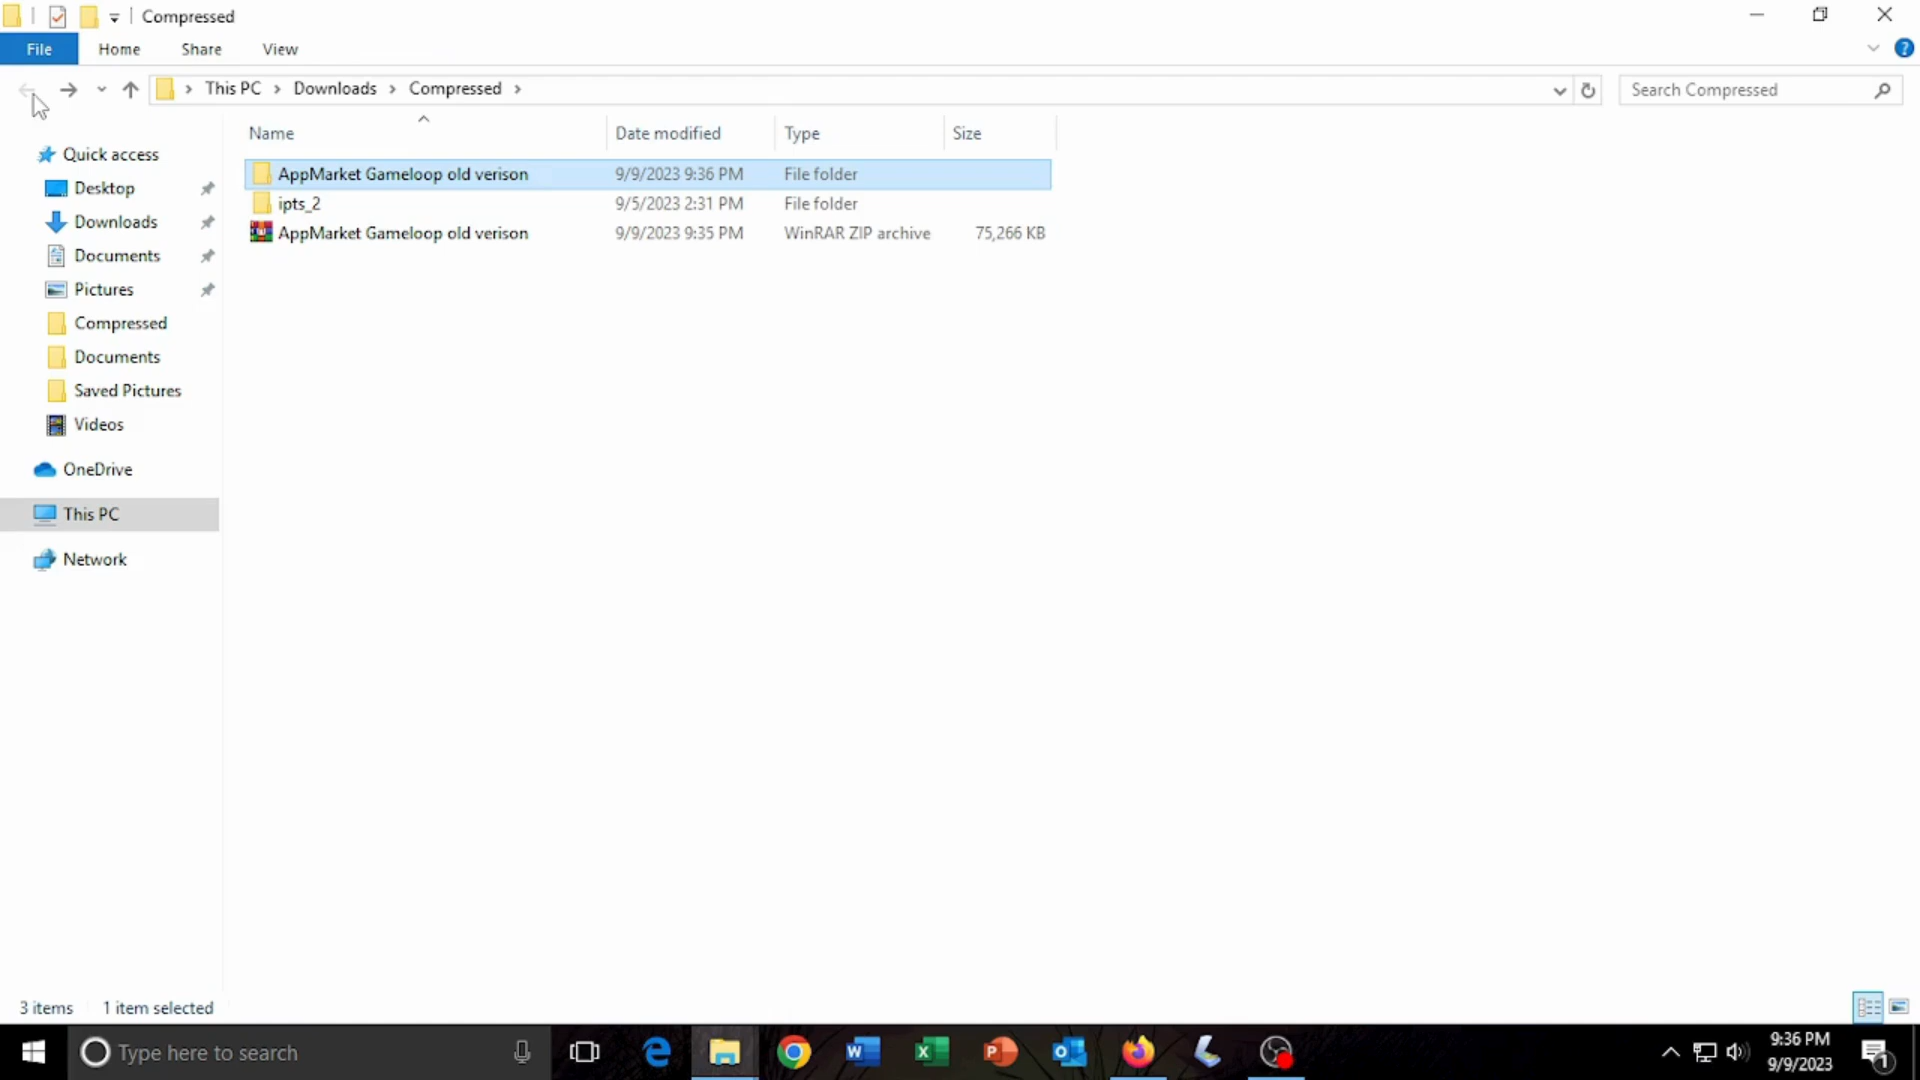 Compressed
File Home Share View
This PC Downloads Compressed
Search Compressed
Name Date modified Type Size
AppMarket Gameloop old verison 9/9/2023 9:36 PM File folder
ipts_2 9/5/2023 2:31 PM File folder
AppMarket Gameloop old verison 9/9/2023 9:35 PM WinRAR ZIP archive 75,266 KB
Quick access
Desktop
Downloads
Documents
Pictures
Compressed
Documents
Saved Pictures
Videos
OneDrive
This PC
Network
3 items 1 item selected
Type here to search
9:36 PM
9/9/2023
1